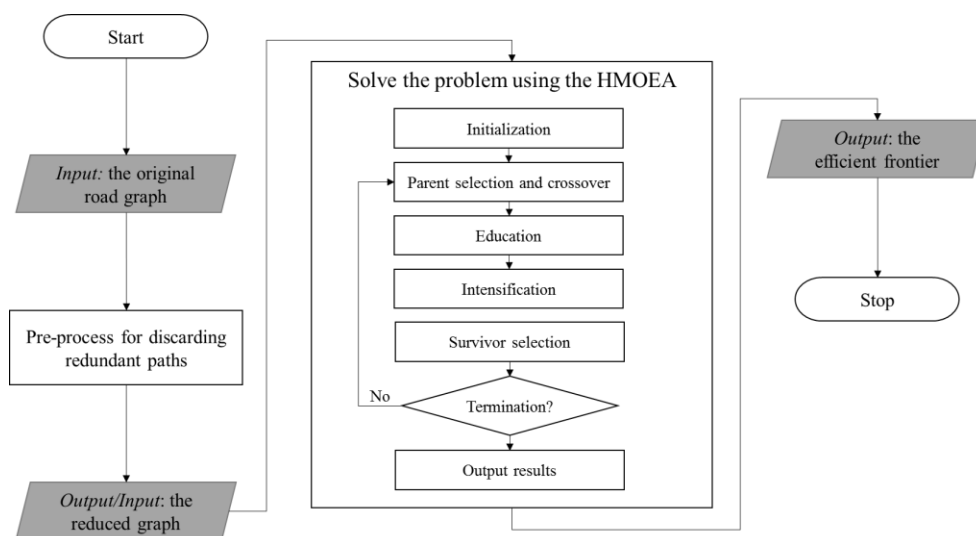 Start
Input: the original
road graph
Pre-process for discarding
redundant paths
Output/Input: the
reduced graph
Solve the problem using the HMOEA
Initialization
Parent selection and crossover
Education
Intensification
Survivor selection
No
Termination?
Output results
Output: the
efficient frontier
Stop